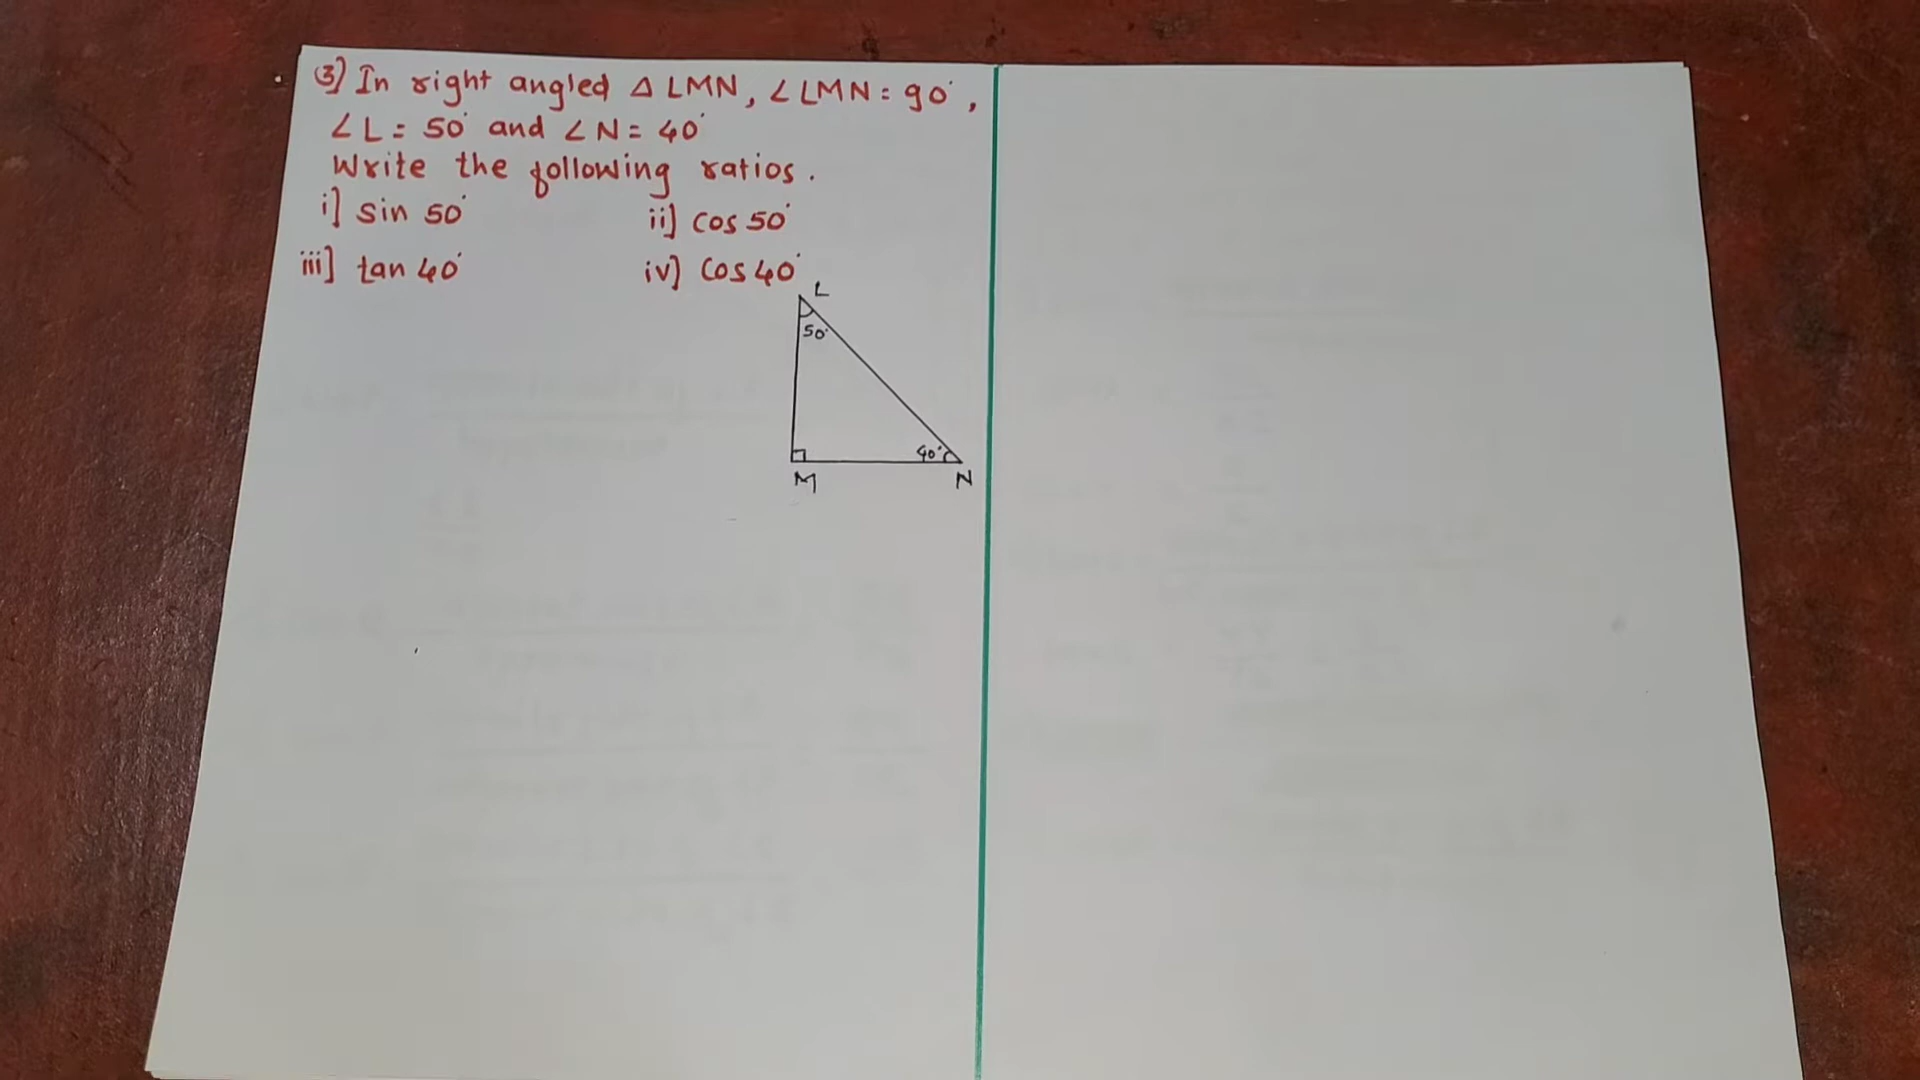 3) In right angled △ LMN, ∠LMN = 90°,
∠L = 50° and ∠N = 40°
Write the following ratios.
i] sin 50° ii] cos 50°
iii] tan 40° iv] cos 40°
L
50°
40°
M N